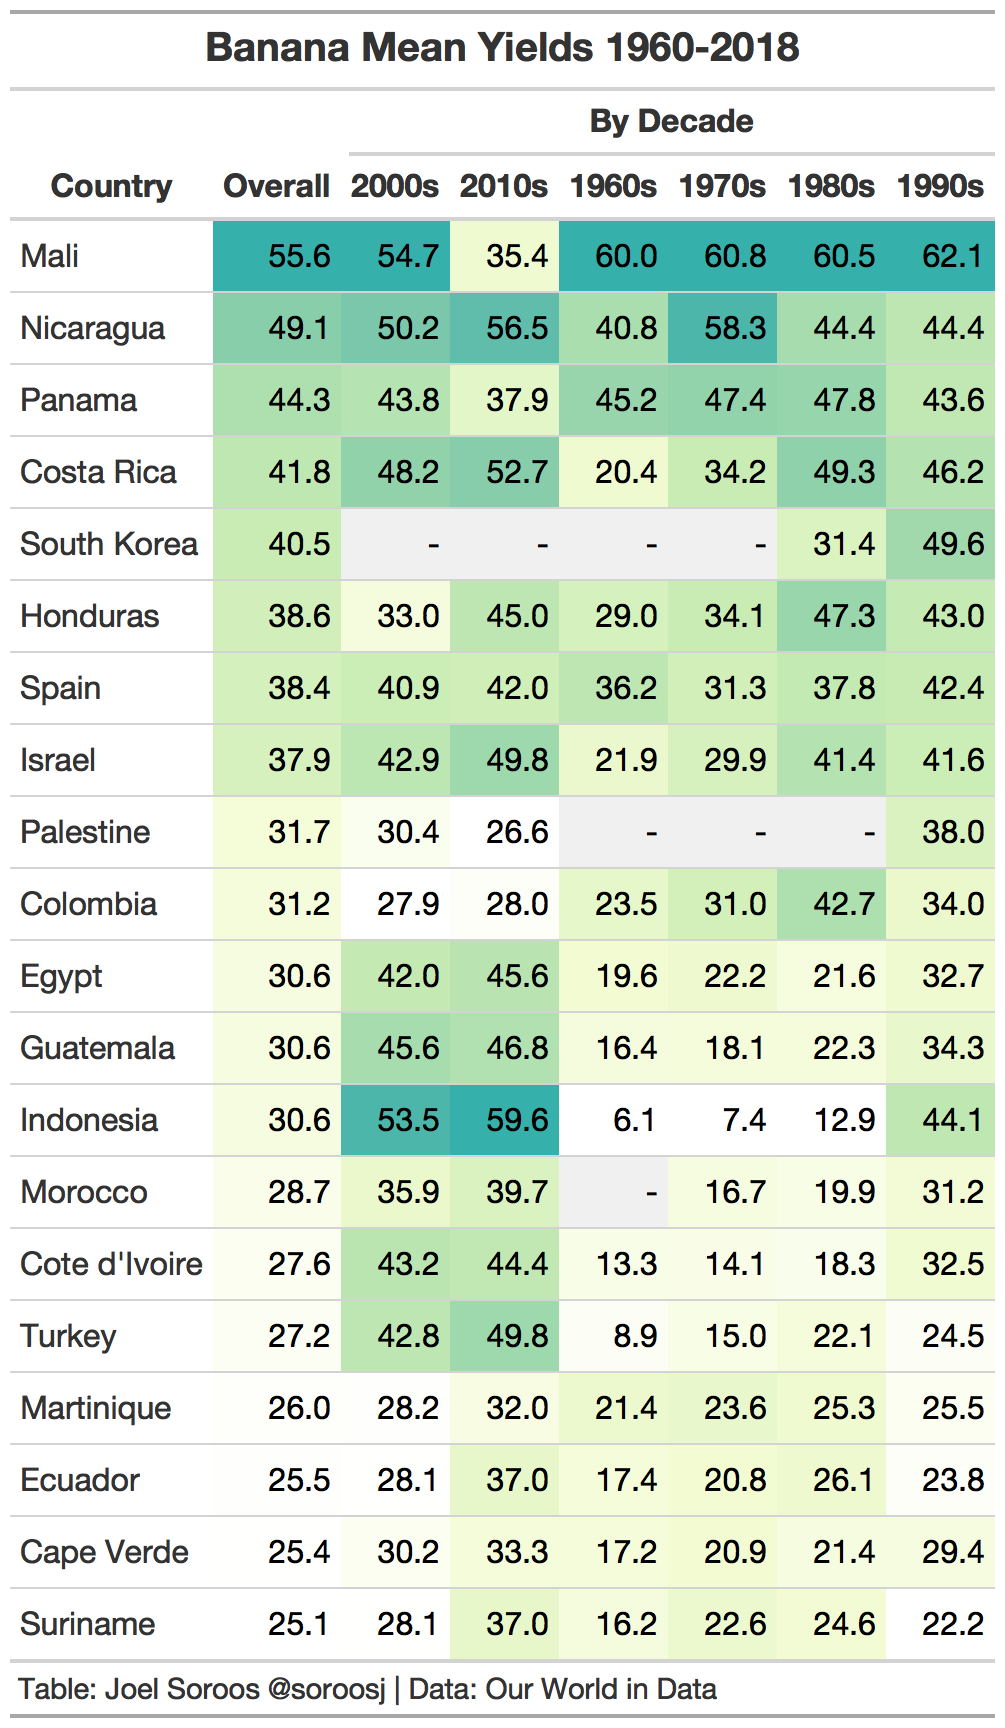 Banana Mean Yields 1960-2018
By Decade
Country Overall 2000s 2010s 1960s 1970s 1980s 1990s
Mali 55.6 54.7 35.4 60.0 60.8 60.5 62.1
Nicaragua 49.1 50.2 56.5 40.8 58.3 44.4 44.4
Panama 44.3 43.8 37.9 45.2 47.4 47.8 43.6
Costa Rica 41.8 48.2 52.7 20.4 34.2 49.3 46.2
South Korea 40.5 - - - - 31.4 49.6
Honduras 38.6 33.0 45.0 29.0 34.1 47.3 43.0
Spain 38.4 40.9 42.0 36.2 31.3 37.8 42.4
Israel 37.9 42.9 49.8 21.9 29.9 41.4 41.6
Palestine 31.7 30.4 26.6 - - - 38.0
Colombia 31.2 27.9 28.0 23.5 31.0 42.7 34.0
Egypt 30.6 42.0 45.6 19.6 22.2 21.6 32.7
Guatemala 30.6 45.6 46.8 16.4 18.1 22.3 34.3
Indonesia 30.6 53.5 59.6 6.1 7.4 12.9 44.1
Morocco 28.7 35.9 39.7 - 16.7 19.9 31.2
Cote d'Ivoire 27.6 43.2 44.4 13.3 14.1 18.3 32.5
Turkey 27.2 42.8 49.8 8.9 15.0 22.1 24.5
Martinique 26.0 28.2 32.0 21.4 23.6 25.3 25.5
Ecuador 25.5 28.1 37.0 17.4 20.8 26.1 23.8
Cape Verde 25.4 30.2 33.3 17.2 20.9 21.4 29.4
Suriname 25.1 28.1 37.0 16.2 22.6 24.6 22.2
Table: Joel Soroos @soroosj | Data: Our World in Data